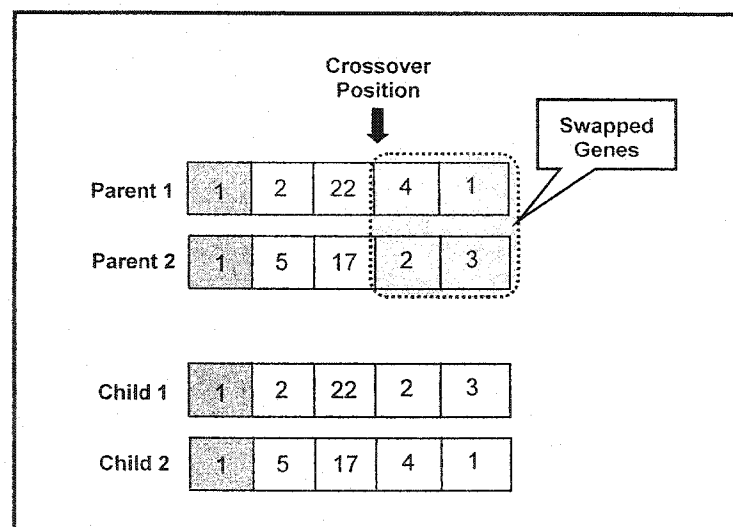 Crossover
Position
Swapped
Genes
Parent 1 1 2 22 4 1
Parent 2 1 5 17 2 3
Child 1 1 2 22 2 3
Child 2 1 5 17 4 1